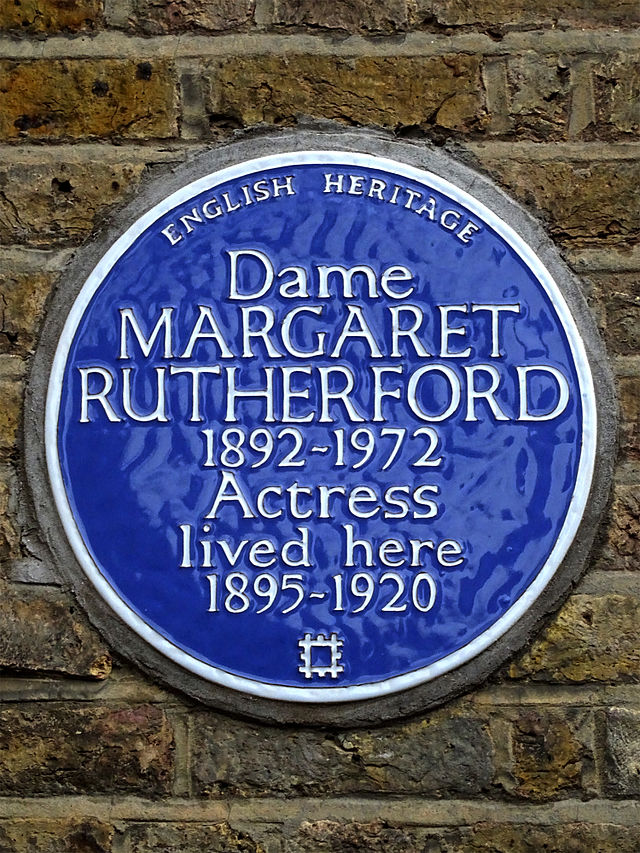 ENGLISH HERITAGE
Dame
MARGARET
RUTHERFORD
1892-1972
Actress
lived here
1895-1920